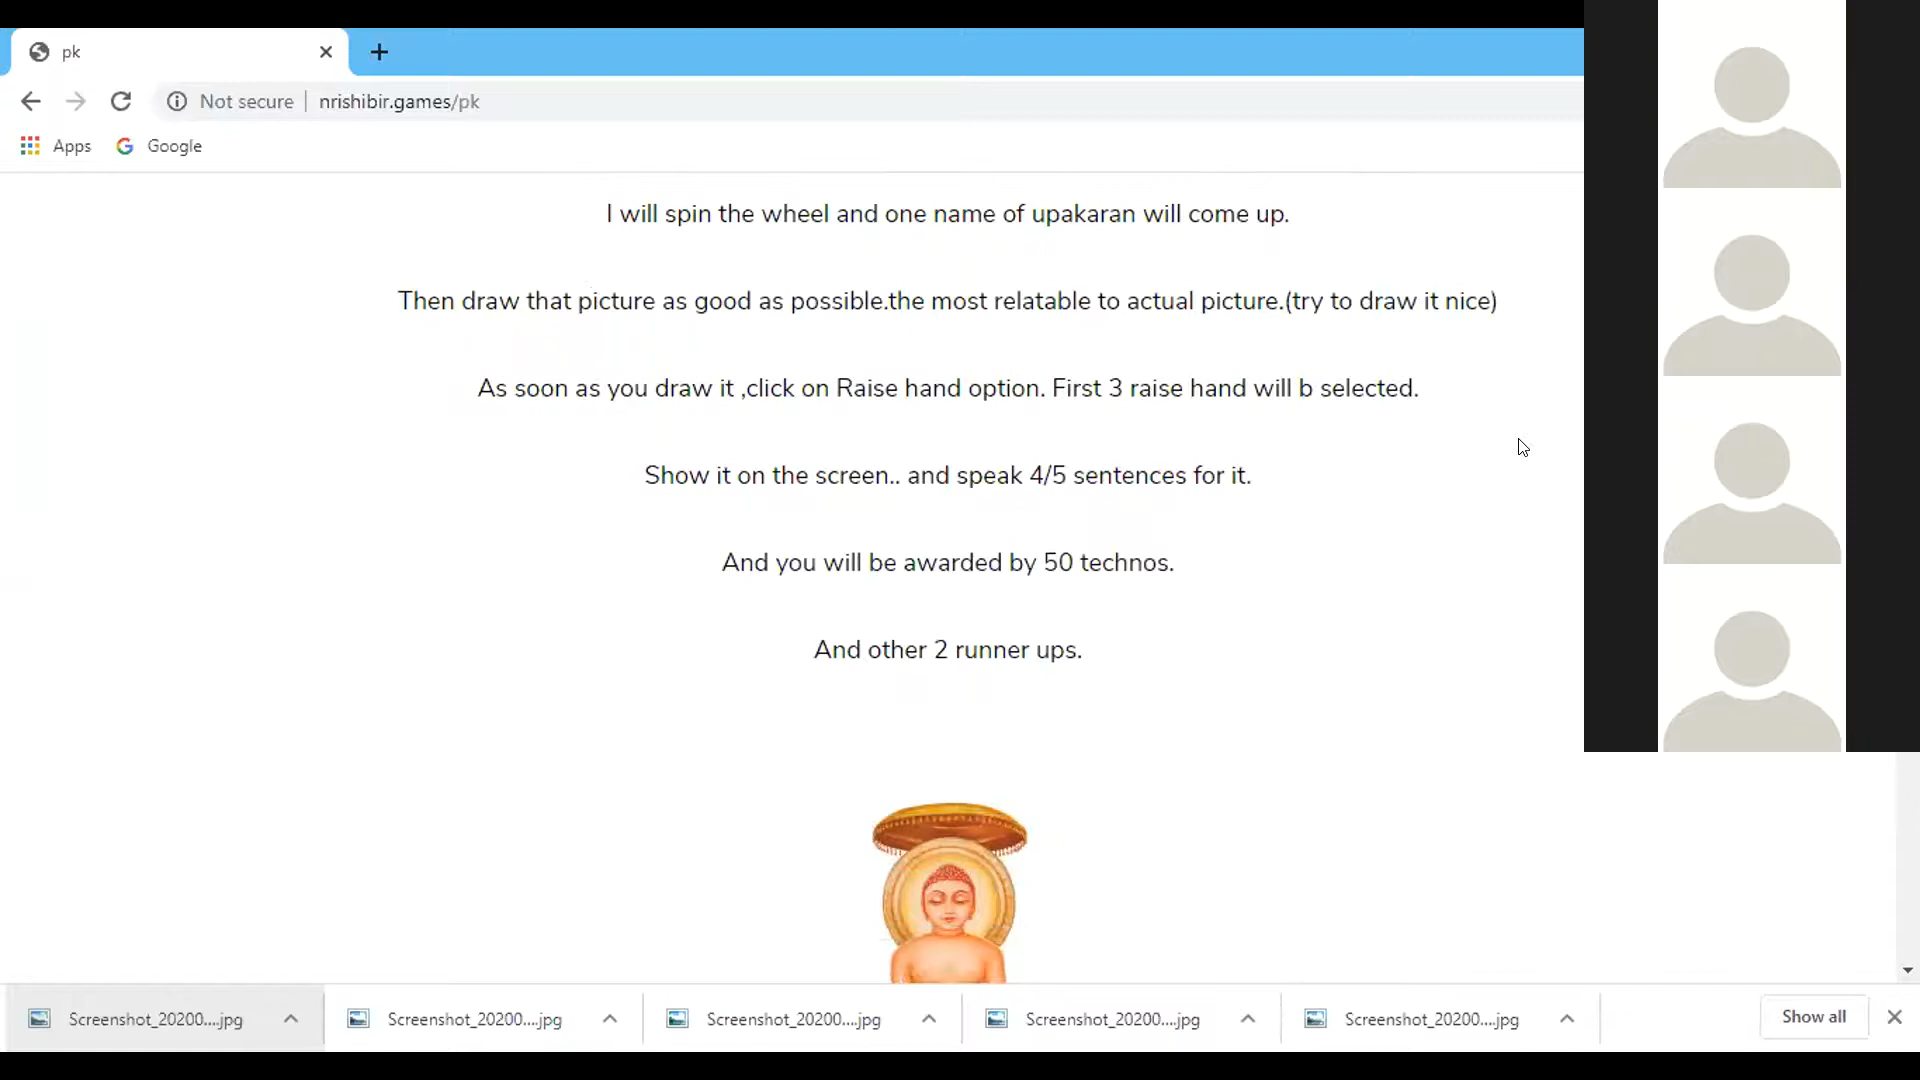 pk
Not secure | nrishibir.games/pk
Apps Google
I will spin the wheel and one name of upakaran will come up.
Then draw that picture as good as possible.the most relatable to actual picture.(try to draw it nice)
As soon as you draw it ,click on Raise hand option. First 3 raise hand will b selected.
Show it on the screen.. and speak 4/5 sentences for it.
And you will be awarded by 50 technos.
And other 2 runner ups.
Screenshot_20200....jpg Screenshot_20200....jpg Screenshot_20200....jpg Screenshot_20200....jpg Screenshot_20200....jpg Show all